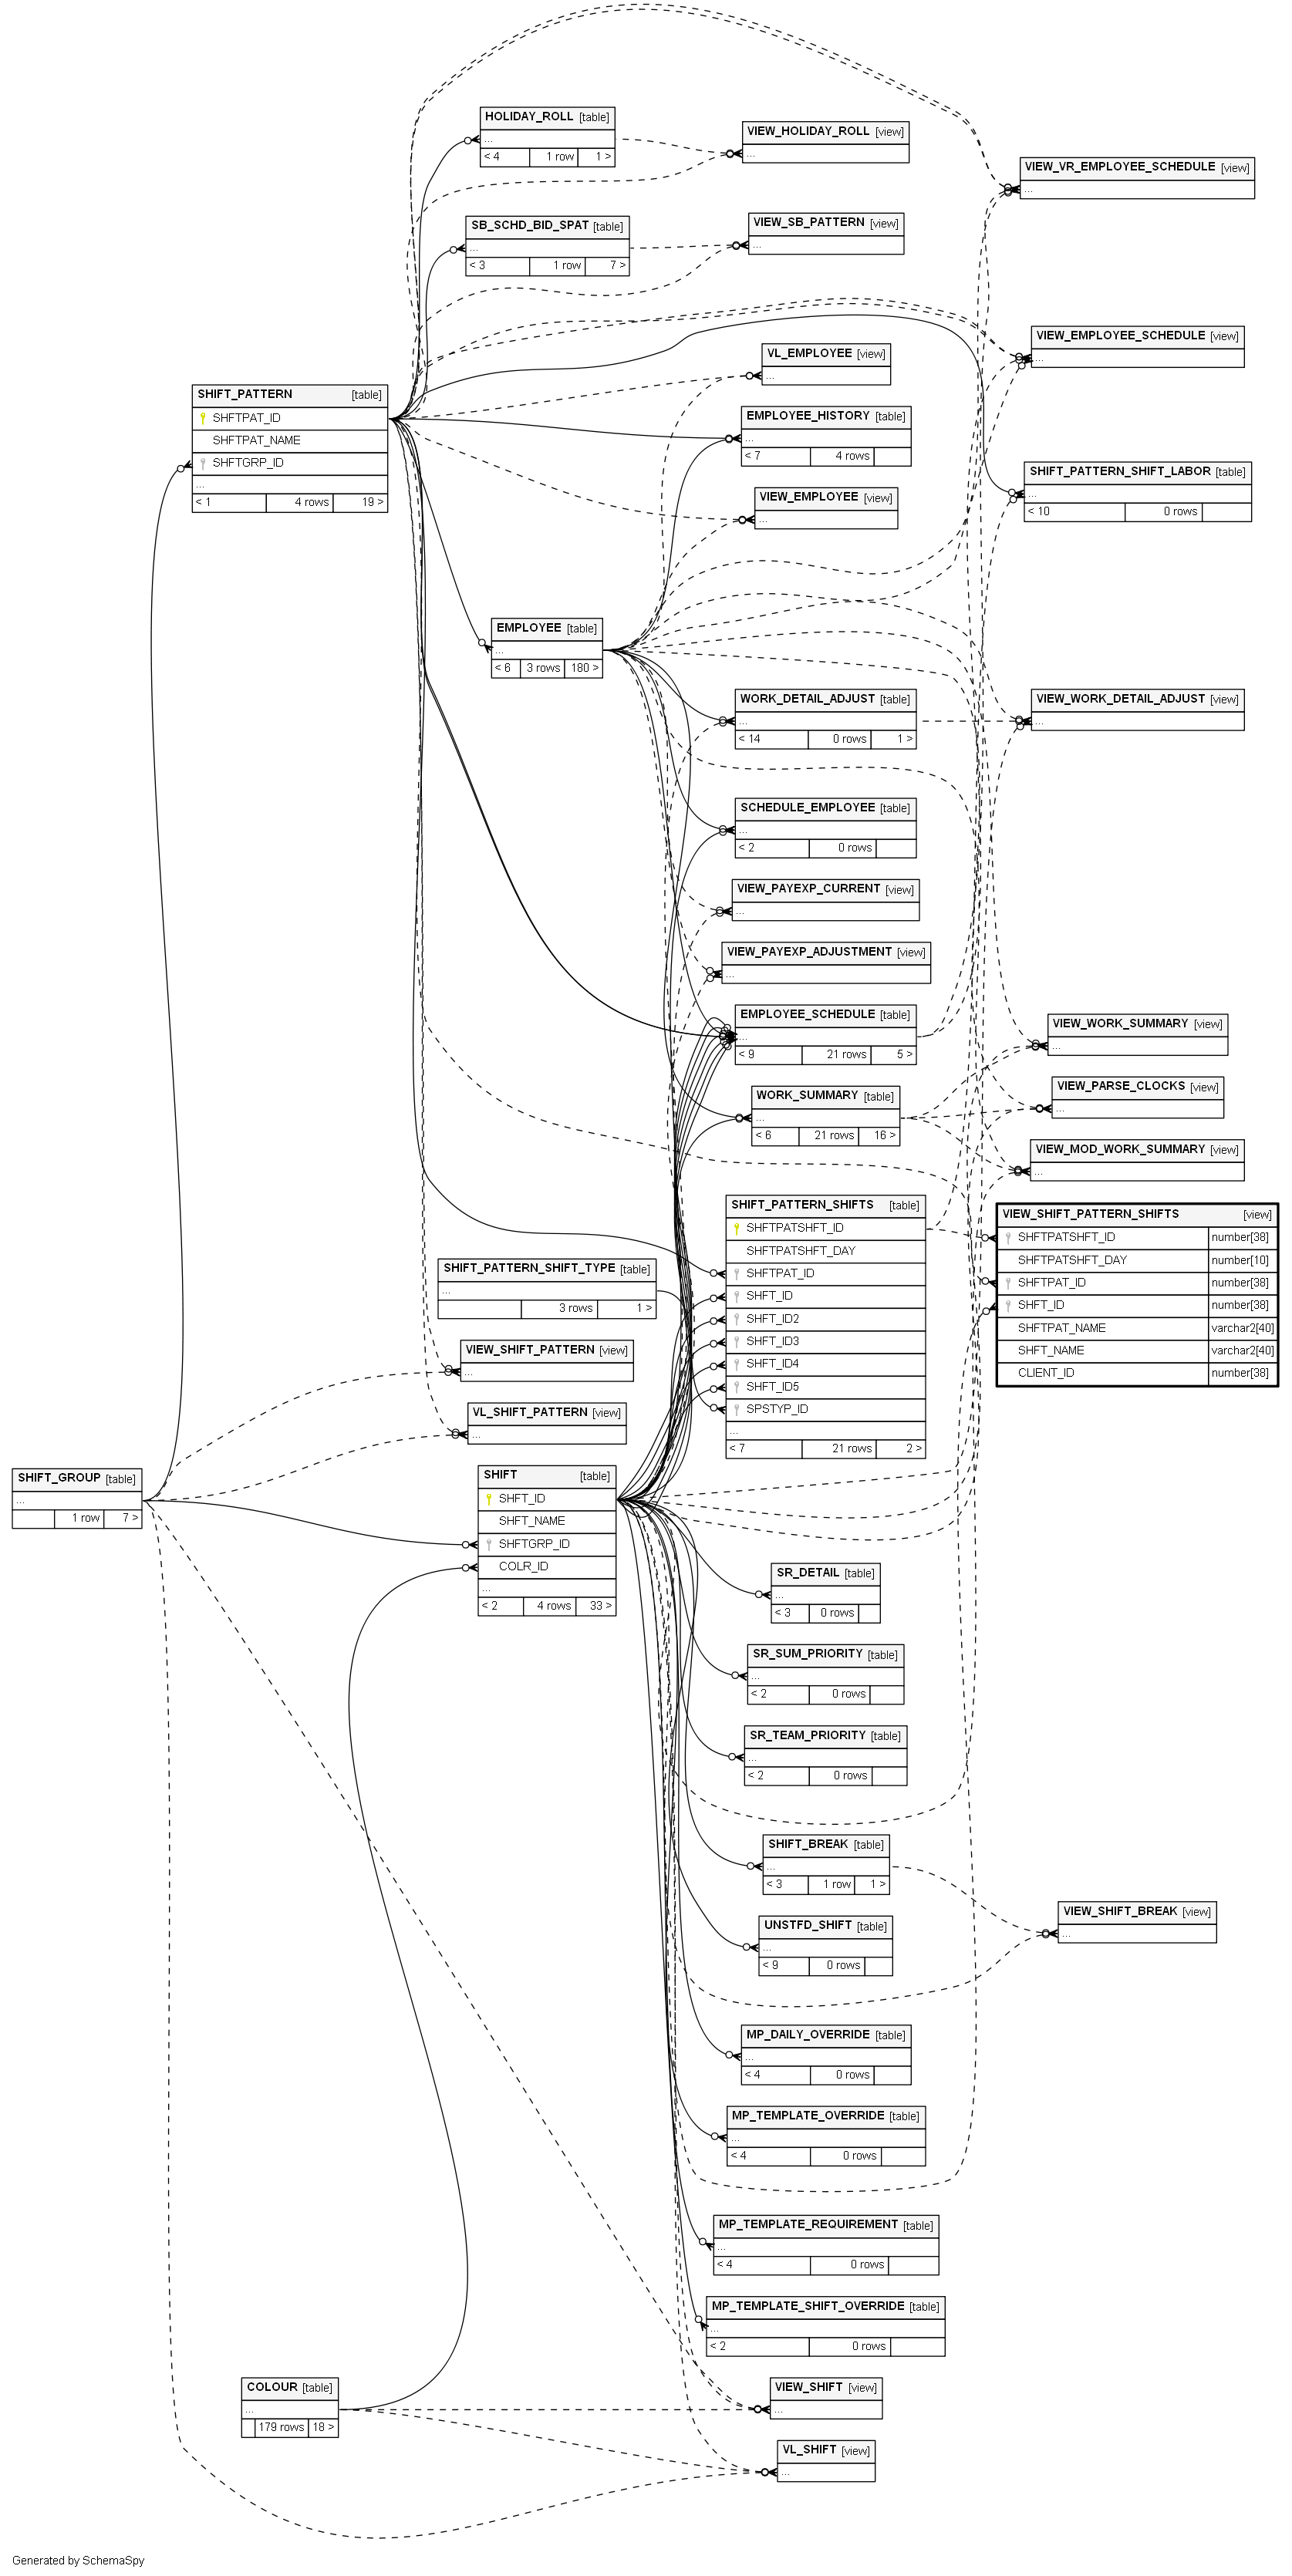 HOLIDAY_ROLL [table]
...
< 4 1 row 1 >
VIEW_HOLIDAY_ROLL [view]
...
VIEW_VR_EMPLOYEE_SCHEDULE [view]
...
SB_SCHD_BID_SPAT [table]
...
< 3 1 row 7 >
VIEW_SB_PATTERN [view]
...
VIEW_EMPLOYEE_SCHEDULE [view]
...
VL_EMPLOYEE [view]
...
SHIFT_PATTERN [table]
SHFTPAT_ID
SHFTPAT_NAME
SHFTGRP_ID
...
< 1 4 rows 19 >
EMPLOYEE_HISTORY [table]
...
< 7 4 rows
SHIFT_PATTERN_SHIFT_LABOR [table]
...
< 10 0 rows
VIEW_EMPLOYEE [view]
...
EMPLOYEE [table]
...
< 6 3 rows 180 >
WORK_DETAIL_ADJUST [table]
...
< 14 0 rows 1 >
VIEW_WORK_DETAIL_ADJUST [view]
...
SCHEDULE_EMPLOYEE [table]
...
< 2 0 rows
VIEW_PAYEXP_CURRENT [view]
...
VIEW_PAYEXP_ADJUSTMENT [view]
...
EMPLOYEE_SCHEDULE [table]
...
< 9 21 rows 5 >
VIEW_WORK_SUMMARY [view]
...
WORK_SUMMARY [table]
...
< 6 21 rows 16 >
VIEW_PARSE_CLOCKS [view]
...
VIEW_MOD_WORK_SUMMARY [view]
...
SHIFT_PATTERN_SHIFTS [table]
SHFTPATSHFT_ID
SHFTPATSHFT_DAY
SHFTPAT_ID
SHFT_ID
SHFT_ID2
SHFT_ID3
SHFT_ID4
SHFT_ID5
SPSTYP_ID
...
< 7 21 rows 2 >
VIEW_SHIFT_PATTERN_SHIFTS [view]
SHFTPATSHFT_ID number[38]
SHFTPATSHFT_DAY number[10]
SHFTPAT_ID number[38]
SHFT_ID number[38]
SHFTPAT_NAME varchar2[40]
SHFT_NAME varchar2[40]
CLIENT_ID number[38]
SHIFT_PATTERN_SHIFT_TYPE [table]
...
3 rows 1 >
VIEW_SHIFT_PATTERN [view]
...
VL_SHIFT_PATTERN [view]
...
SHIFT_GROUP [table]
...
1 row 7 >
SHIFT [table]
SHFT_ID
SHFT_NAME
SHFTGRP_ID
COLR_ID
...
< 2 4 rows 33 >
SR_DETAIL [table]
...
< 3 0 rows
SR_SUM_PRIORITY [table]
...
< 2 0 rows
SR_TEAM_PRIORITY [table]
...
< 2 0 rows
SHIFT_BREAK [table]
...
< 3 1 row 1 >
VIEW_SHIFT_BREAK [view]
...
UNSTFD_SHIFT [table]
...
< 9 0 rows
MP_DAILY_OVERRIDE [table]
...
< 4 0 rows
MP_TEMPLATE_OVERRIDE [table]
...
< 4 0 rows
MP_TEMPLATE_REQUIREMENT [table]
...
< 4 0 rows
MP_TEMPLATE_SHIFT_OVERRIDE [table]
...
< 2 0 rows
COLOUR [table]
...
179 rows 18 >
VIEW_SHIFT [view]
...
VL_SHIFT [view]
...
Generated by SchemaSpy